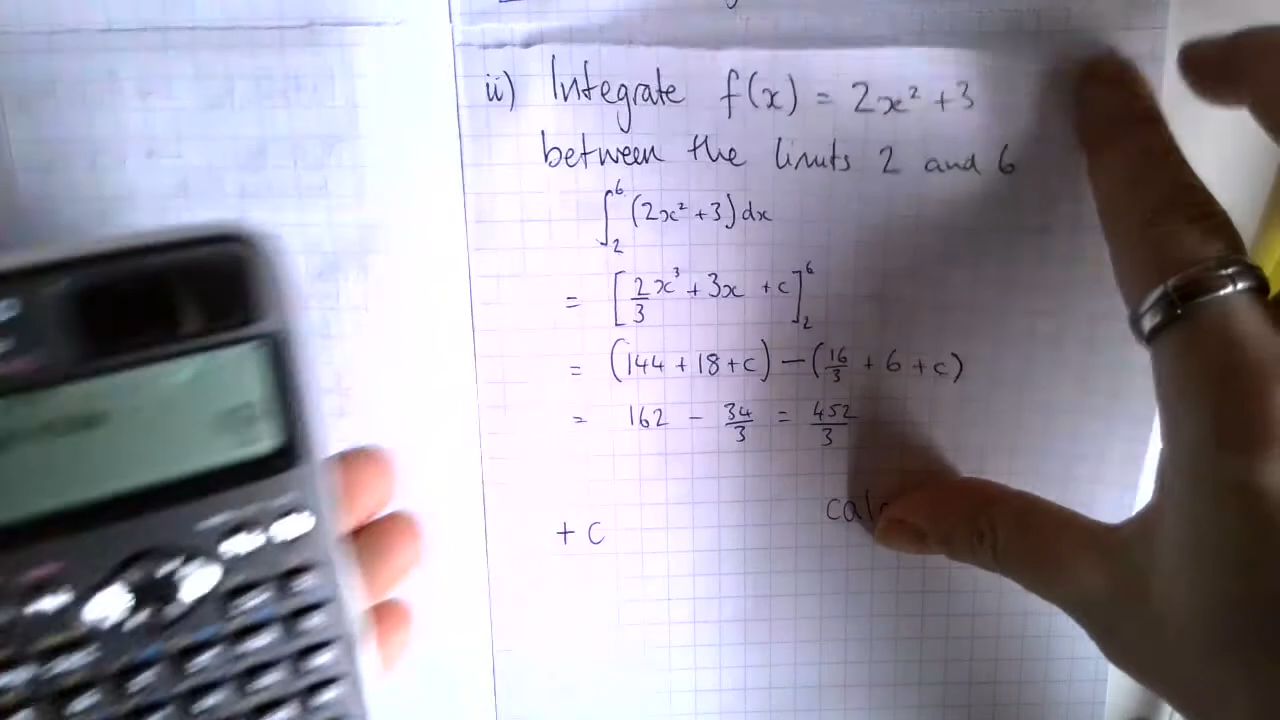 ii) Integrate f(x) = 2x² + 3
between the limits 2 and 6
∫₂⁶ (2x² + 3) dx
= [2/3 x³ + 3x + c]₂⁶
= (144 + 18 + c) − (16/3 + 6 + c)
= 162 − 34/3 = 452/3
+ c